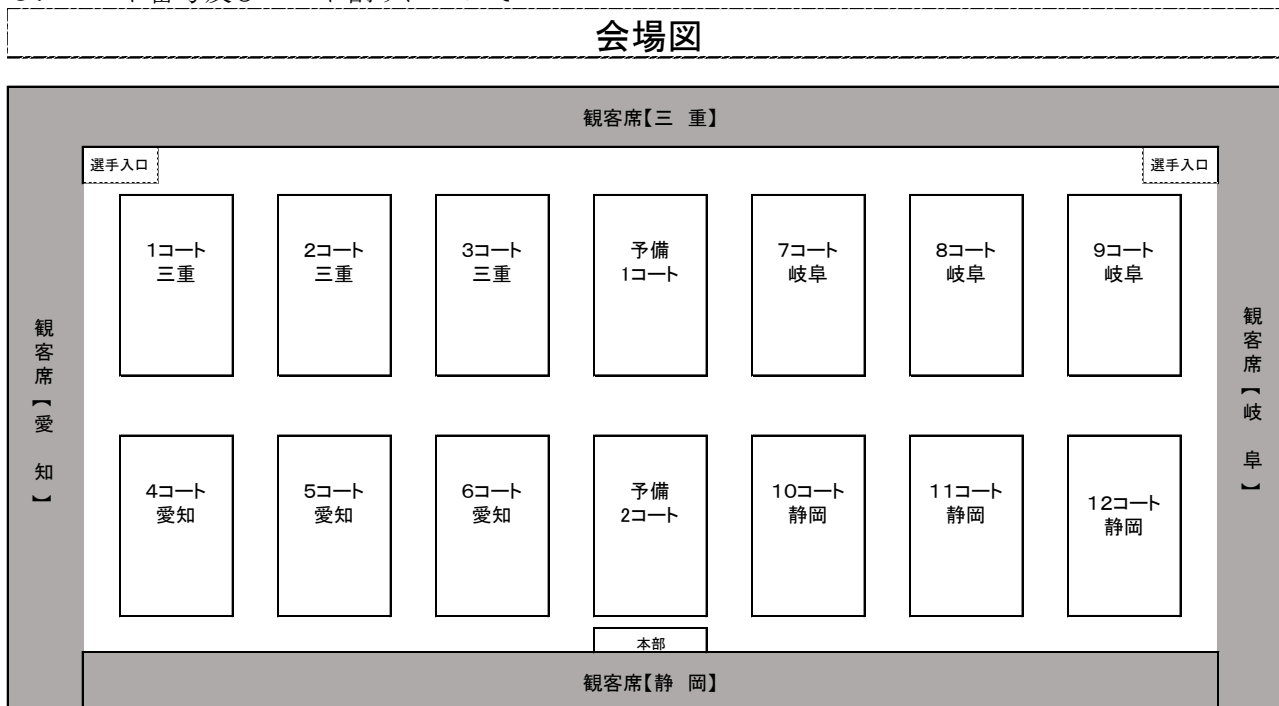 会場図
観客席【三　重】
選手入口
選手入口
1コート
三重
2コート
三重
3コート
三重
予備
1コート
7コート
岐阜
8コート
岐阜
9コート
岐阜
観客席【愛　知】
観客席【岐　阜】
4コート
愛知
5コート
愛知
6コート
愛知
予備
2コート
10コート
静岡
11コート
静岡
12コート
静岡
本部
観客席【静　岡】